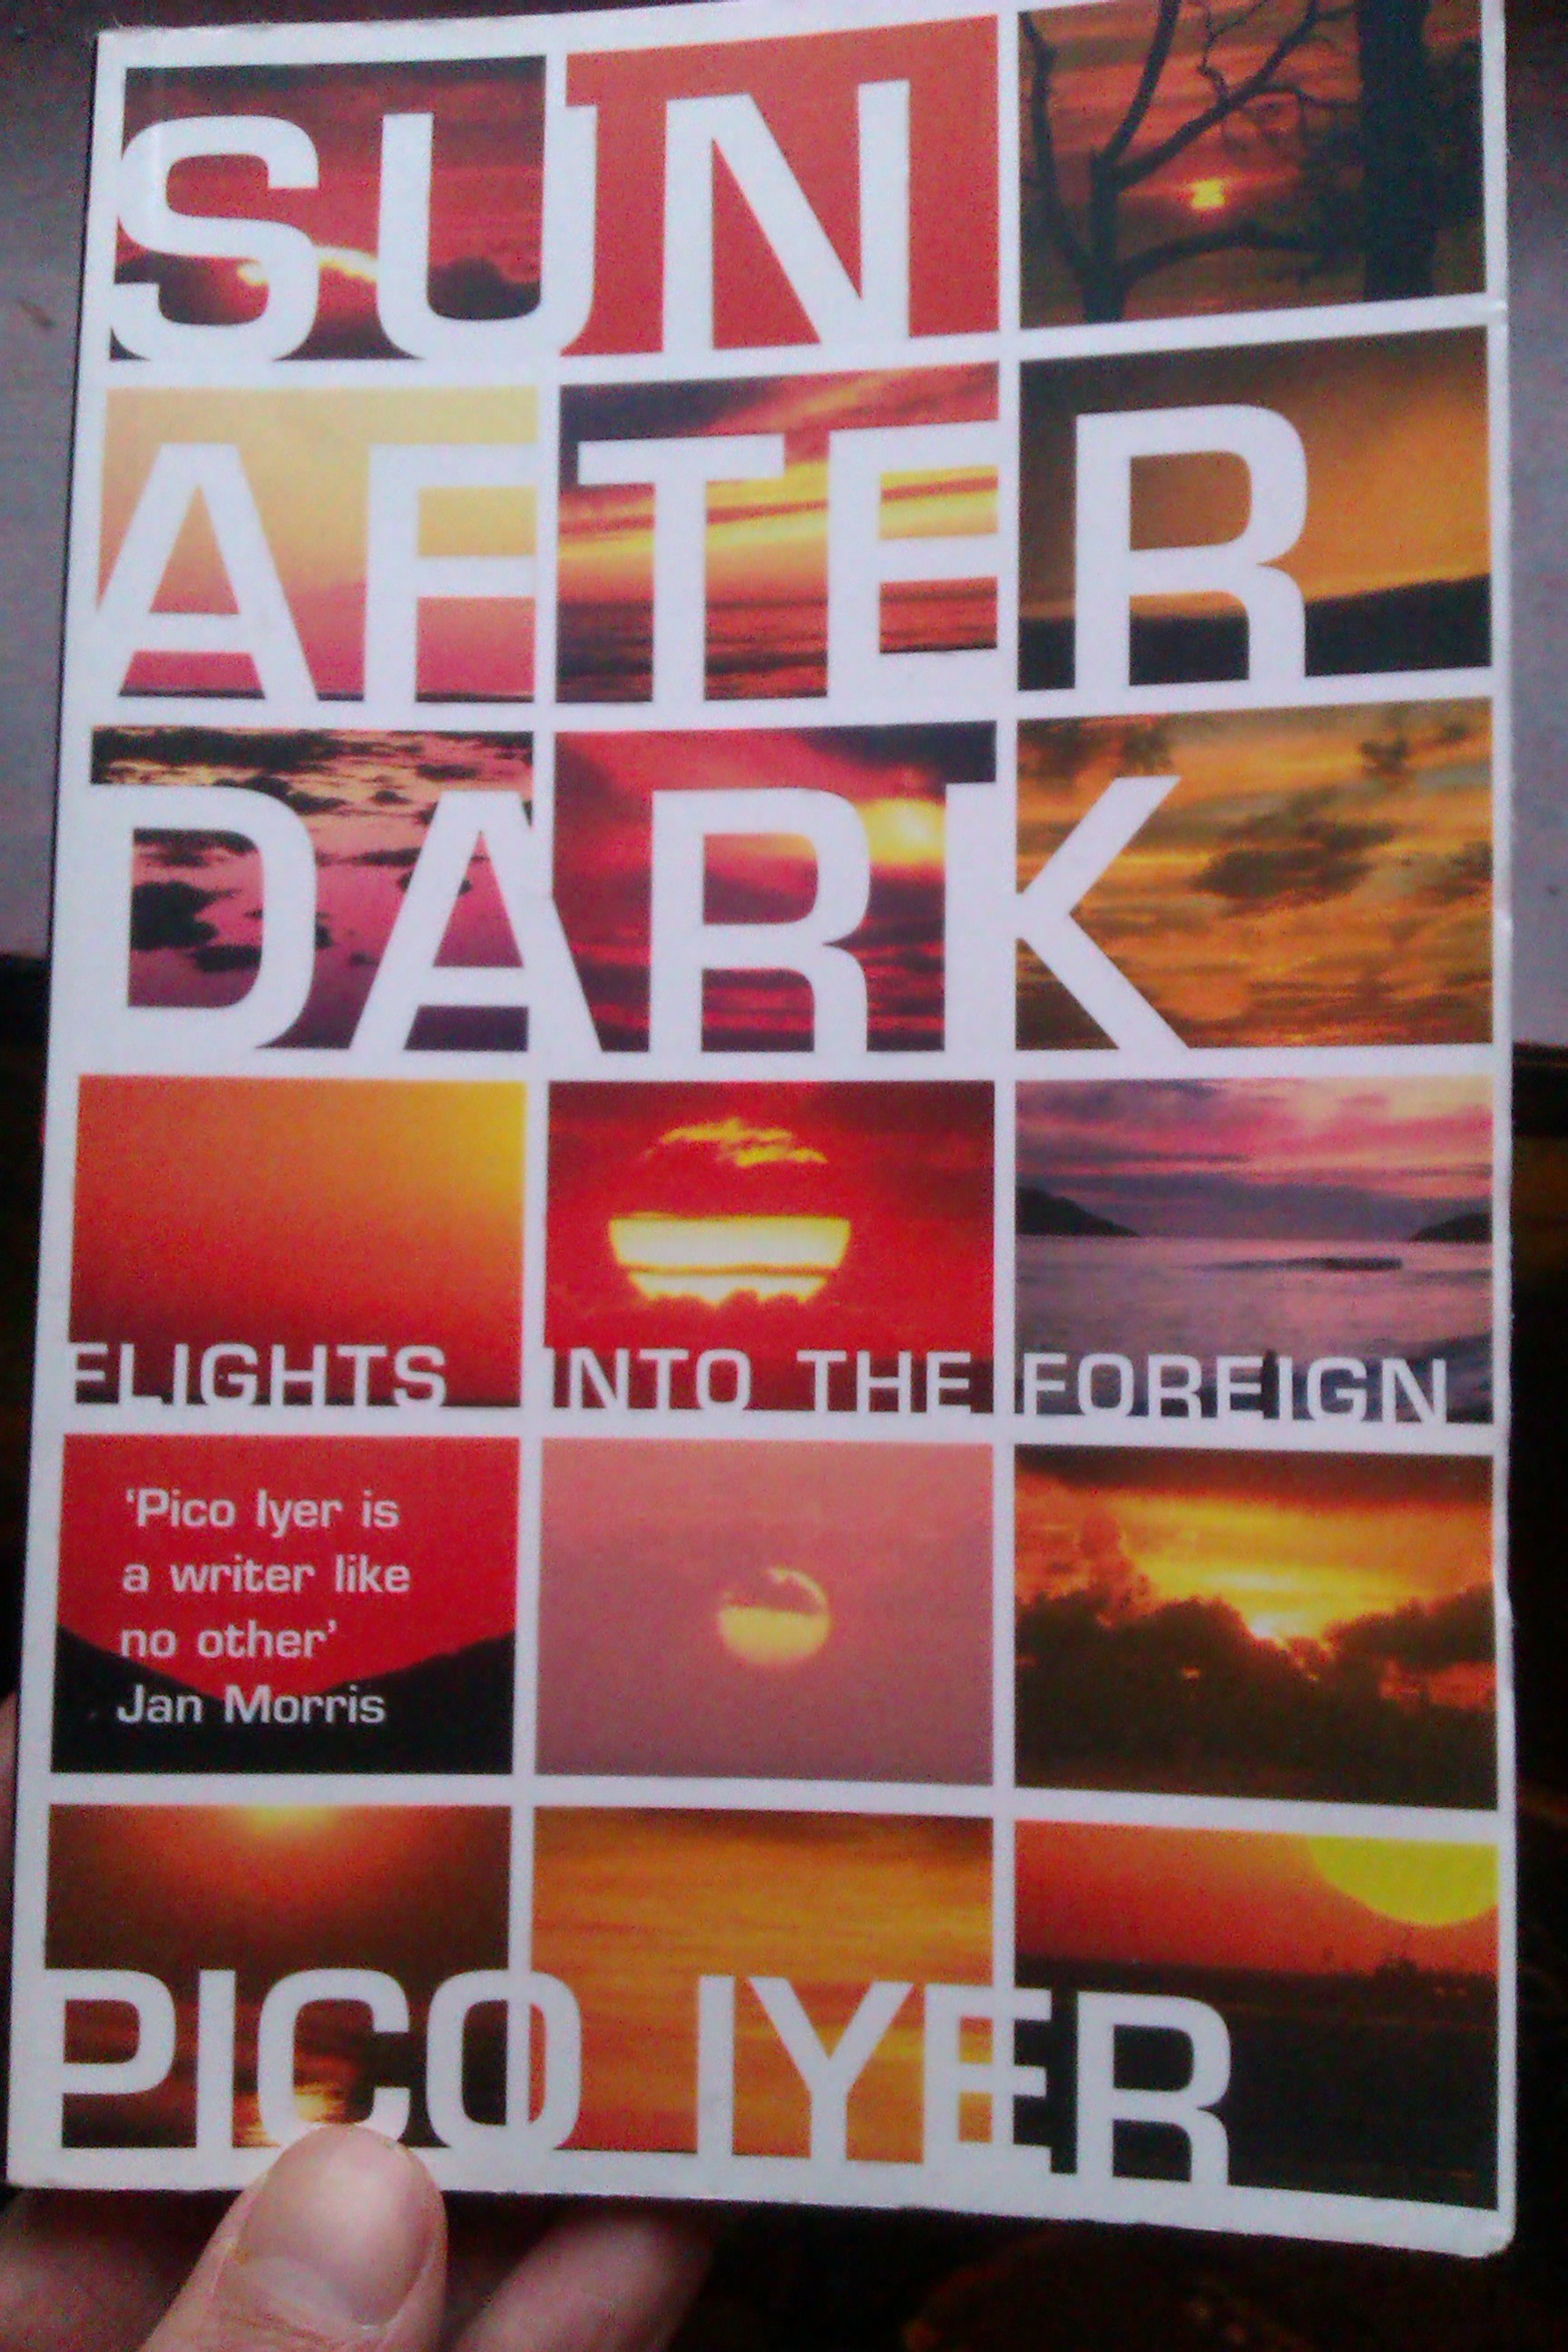 SUN
AFTER
DARK
FLIGHTS INTO THE FOREIGN
‘Pico Iyer is
a writer like
no other’
Jan Morris
PICO IYER